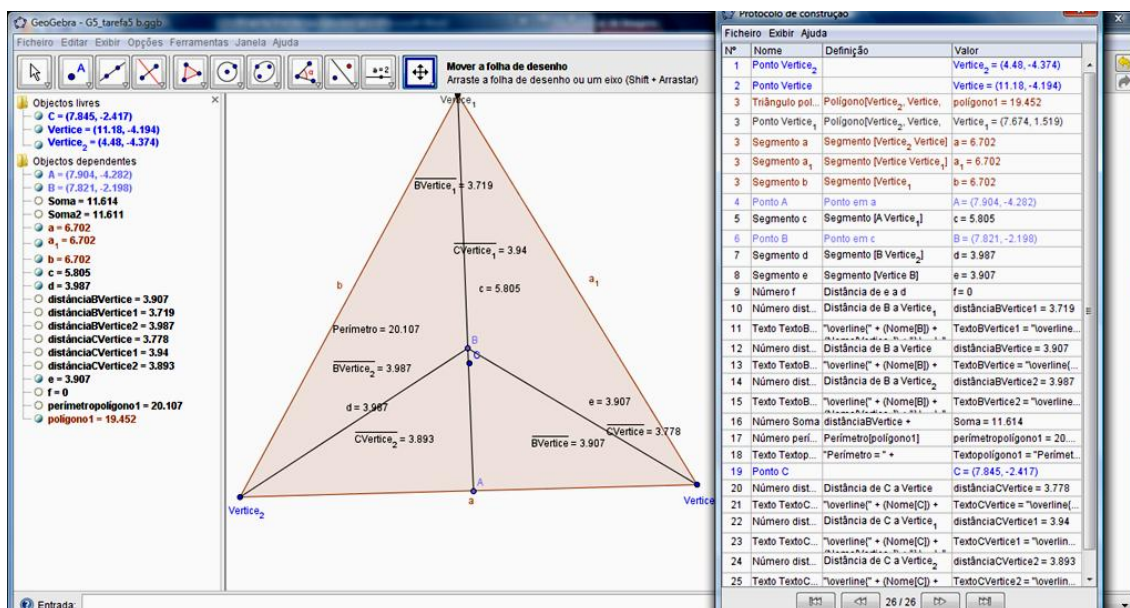 GeoGebra - G5_tarefa5 b.ggb
Ficheiro Editar Exibir Opções Ferramentas Janela Ajuda
Mover a folha de desenho
Arraste a folha de desenho ou um eixo (Shift + Arrastar)
Objectos livres
C = (7.845, -2.417)
Vertice = (11.18, -4.194)
Vertice₂ = (4.48, -4.374)
Objectos dependentes
A = (7.904, -4.282)
B = (7.821, -2.198)
Soma = 11.614
Soma2 = 11.611
a = 6.702
a₁ = 6.702
b = 6.702
c = 5.805
d = 3.987
distânciaBVertice = 3.907
distânciaBVertice1 = 3.719
distânciaBVertice2 = 3.987
distânciaCVertice = 3.778
distânciaCVertice1 = 3.94
distânciaCVertice2 = 3.893
e = 3.907
f = 0
perímetropolígono1 = 20.107
polígono1 = 19.452
Vertice₁
BVertice₁ = 3.719
CVertice₁ = 3.94
b
c = 5.805
a₁
Perímetro = 20.107
B
C
BVertice₂ = 3.987
d = 3.987
e = 3.907
CVertice₂ = 3.893
BVertice = 3.907
CVertice = 3.778
A
Vertice₂
a
Vertice
Entrada:
Protocolo de construção
Ficheiro Exibir Ajuda
Nº Nome Definição Valor
1 Ponto Vertice₂ Vertice₂ = (4.48, -4.374)
2 Ponto Vertice Vertice = (11.18, -4.194)
3 Triângulo pol... Polígono[Vertice₂, Vertice, polígono1 = 19.452
3 Ponto Vertice₁ Polígono[Vertice₂, Vertice, Vertice₁ = (7.674, 1.519)
3 Segmento a Segmento [Vertice₂ Vertice] a = 6.702
3 Segmento a₁ Segmento [Vertice Vertice₁] a₁ = 6.702
3 Segmento b Segmento [Vertice₁ b = 6.702
4 Ponto A Ponto em a A = (7.904, -4.282)
5 Segmento c Segmento [A Vertice₁] c = 5.805
6 Ponto B Ponto em c B = (7.821, -2.198)
7 Segmento d Segmento [B Vertice₂] d = 3.987
8 Segmento e Segmento [Vertice B] e = 3.907
9 Número f Distância de e a d f = 0
10 Número dist... Distância de B a Vertice₁ distânciaBVertice1 = 3.719
11 Texto TextoB... "\overline{" + (Nome[B]) + TextoBVertice1 = "\overline...
12 Número dist... Distância de B a Vertice distânciaBVertice = 3.907
13 Texto TextoB... "\overline{" + (Nome[B]) + TextoBVertice = "\overline...
14 Número dist... Distância de B a Vertice₂ distânciaBVertice2 = 3.987
15 Texto TextoB... "\overline{" + (Nome[B]) + TextoBVertice2 = "\overline...
16 Número Soma distânciaBVertice + Soma = 11.614
17 Número perí... Perímetro[polígono1] perímetropolígono1 = 20....
18 Texto Textop... "Perímetro = " + Textopolígono1 = "Perímet...
19 Ponto C C = (7.845, -2.417)
20 Número dist... Distância de C a Vertice distânciaCVertice = 3.778
21 Texto TextoC... "\overline{" + (Nome[C]) + TextoCVertice = "\overline{...
22 Número dist... Distância de C a Vertice₁ distânciaCVertice1 = 3.94
23 Texto TextoC... "\overline{" + (Nome[C]) + TextoCVertice1 = "\overlin...
24 Número dist... Distância de C a Vertice₂ distânciaCVertice2 = 3.893
25 Texto TextoC... "\overline{" + (Nome[C]) + TextoCVertice2 = "\overlin...
26 / 26